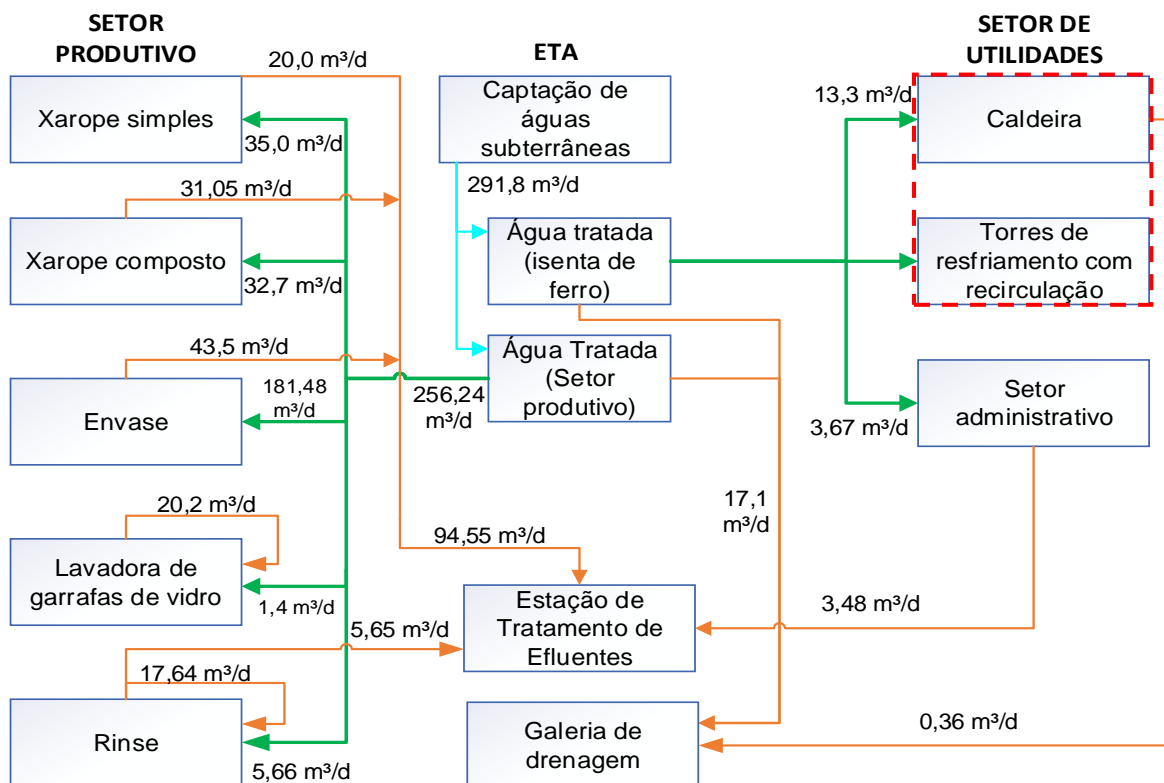 SETOR
PRODUTIVO
ETA
SETOR DE
UTILIDADES
20,0 m³/d
Xarope simples
35,0 m³/d
Captação de
águas
subterrâneas
291,8 m³/d
13,3 m³/d
Caldeira
31,05 m³/d
Xarope composto
32,7 m³/d
Água tratada
(isenta de
ferro)
Torres de
resfriamento com
recirculação
43,5 m³/d
Envase
181,48
m³/d
256,24
m³/d
Água Tratada
(Setor
produtivo)
Setor
administrativo
3,67 m³/d
20,2 m³/d
Lavadora de
garrafas de vidro
1,4 m³/d
94,55 m³/d
17,1
m³/d
Estação de
Tratamento de
Efluentes
3,48 m³/d
5,65 m³/d
17,64 m³/d
Rinse
5,66 m³/d
Galeria de
drenagem
0,36 m³/d